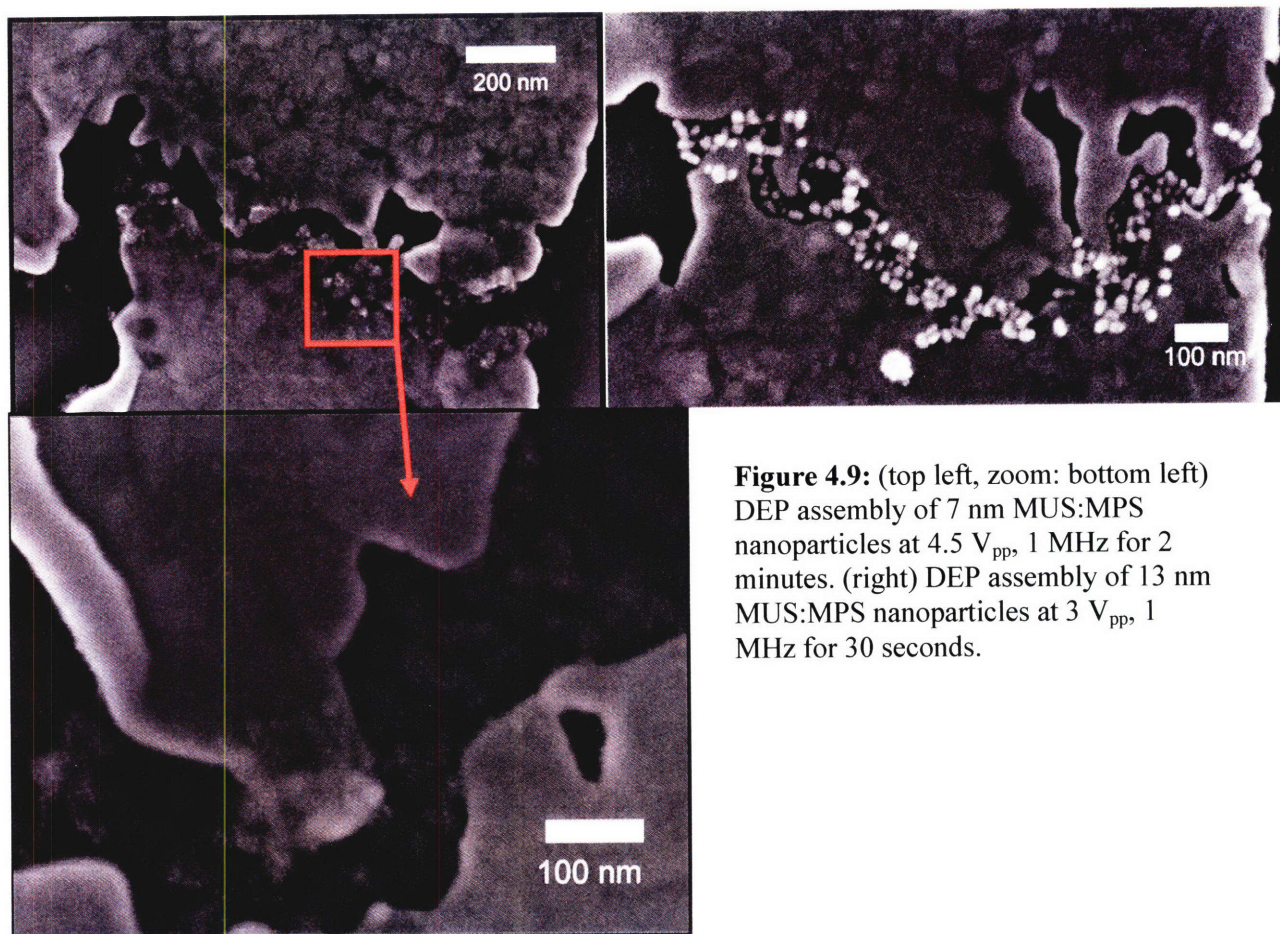 200 nm
100 nm
100 nm
Figure 4.9: (top left, zoom: bottom left)
DEP assembly of 7 nm MUS:MPS
nanoparticles at 4.5 Vpp, 1 MHz for 2
minutes. (right) DEP assembly of 13 nm
MUS:MPS nanoparticles at 3 Vpp, 1
MHz for 30 seconds.